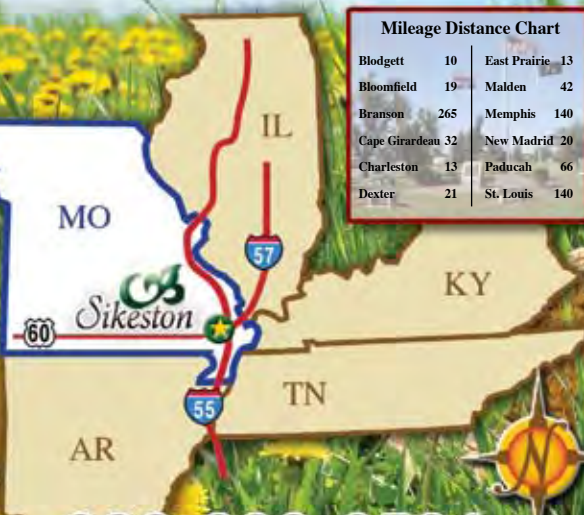 Mileage Distance Chart
Blodgett 10 East Prairie 13
Bloomfield 19 Malden 42
Branson 265 Memphis 140
Cape Girardeau 32 New Madrid 20
Charleston 13 Paducah 66
Dexter 21 St. Louis 140
IL
MO
57
KY
Sikeston
60
TN
55
AR
N